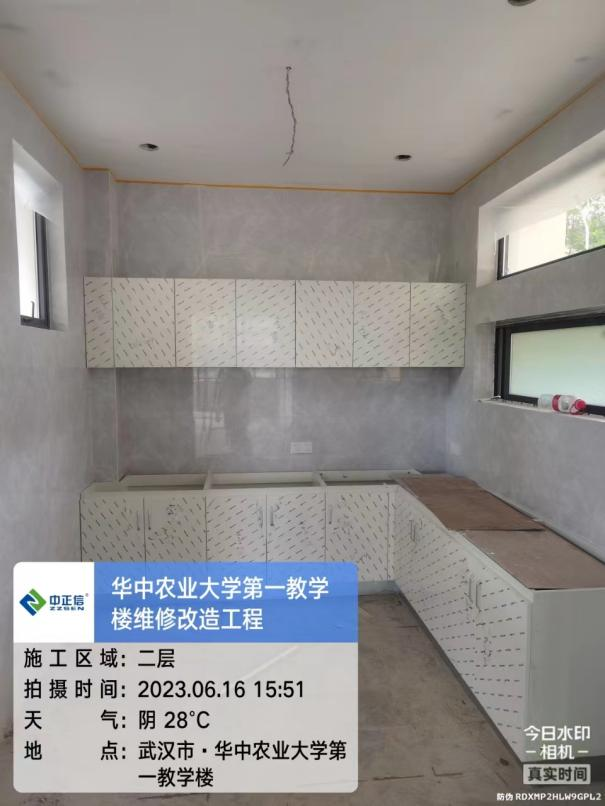 中正信
ZZSEN
华中农业大学第一教学
楼维修改造工程
施工区域：二层
拍摄时间：2023.06.16 15:51
天气：阴 28℃
地点：武汉市·华中农业大学第
一教学楼
今日水印
相机
真实时间
防伪 RDXMP2HLW9GPL2